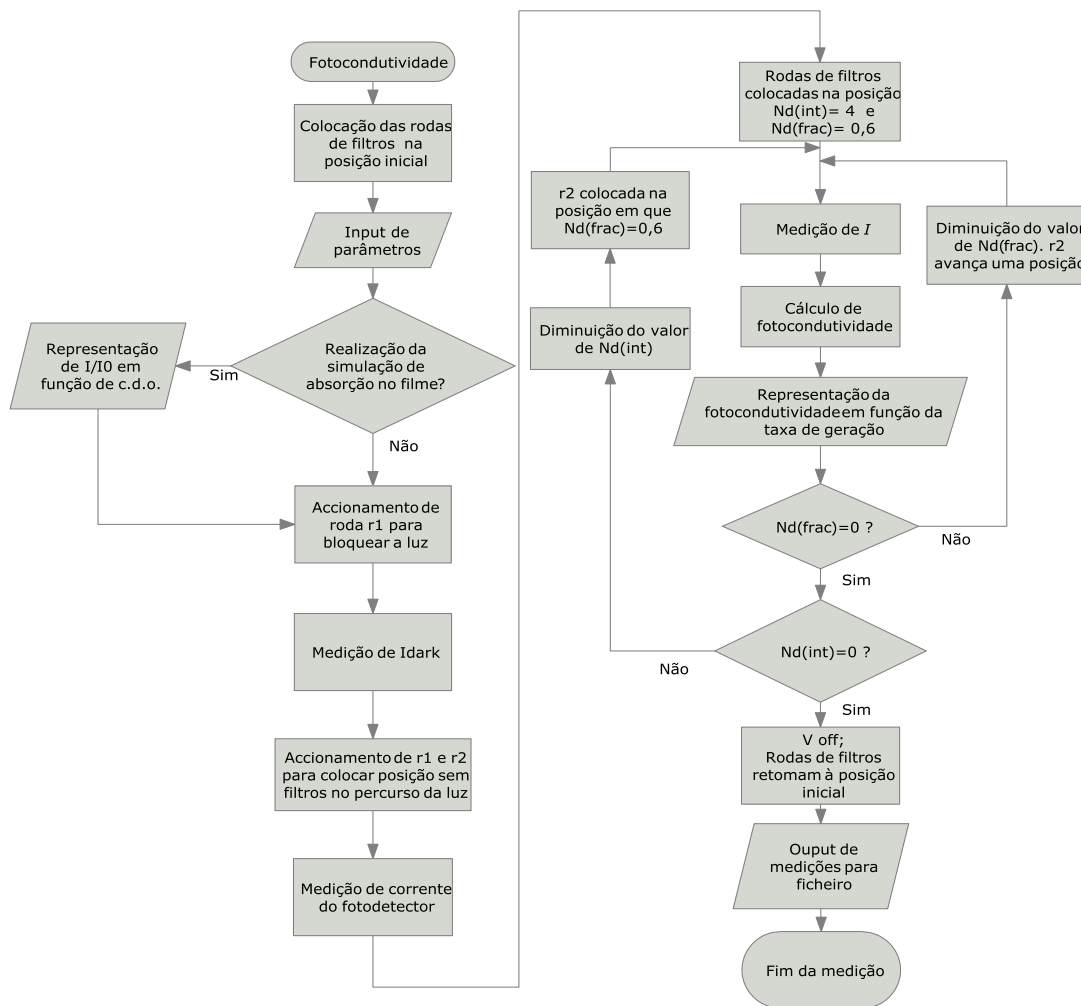 Fotocondutividade
Colocação das rodas
de filtros na
posição inicial
Input de
parâmetros
Realização da
simulação de
absorção no filme?
Sim
Representação
de I/I0 em
função de c.d.o.
Não
Accionamento de
roda r1 para
bloquear a luz
Medição de Idark
Accionamento de r1 e r2
para colocar posição sem
filtros no percurso da luz
Medição de corrente
do fotodetector
Rodas de filtros
colocadas na posição
Nd(int)= 4 e
Nd(frac)= 0,6
Medição de I
Cálculo de
fotocondutividade
Representação da
fotocondutividade em função da
taxa de geração
Nd(frac)=0 ?
Não
Diminuição do valor
de Nd(frac). r2
avança uma posição
Sim
Nd(int)=0 ?
Não
Diminuição do valor
de Nd(int)
r2 colocada na
posição em que
Nd(frac)=0,6
Sim
V off;
Rodas de filtros
retomam à posição
inicial
Ouput de
medições para
ficheiro
Fim da medição